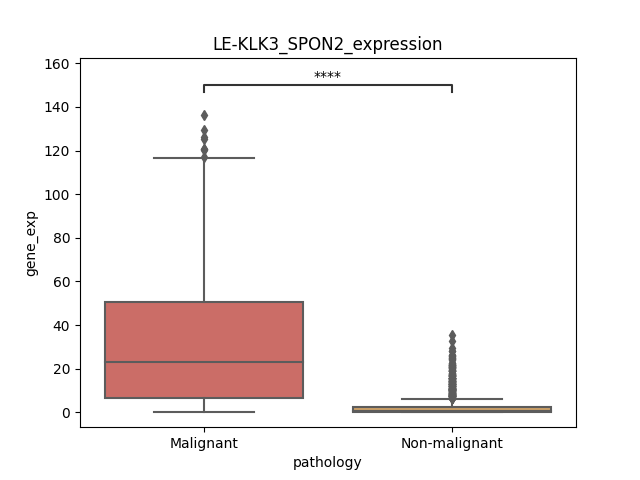 LE-KLK3_SPON2_expression
160
140
120
100
80
60
40
20
0
gene_exp
****
Malignant
Non-malignant
pathology